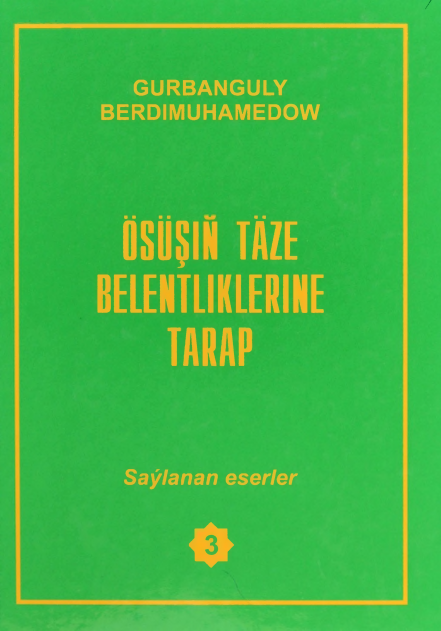 GURBANGULY
BERDIMUHAMEDOW
ÖSÜŞIŇ TÄZE
BELENTLIKLERINE
TARAP
Saýlanan eserler
3